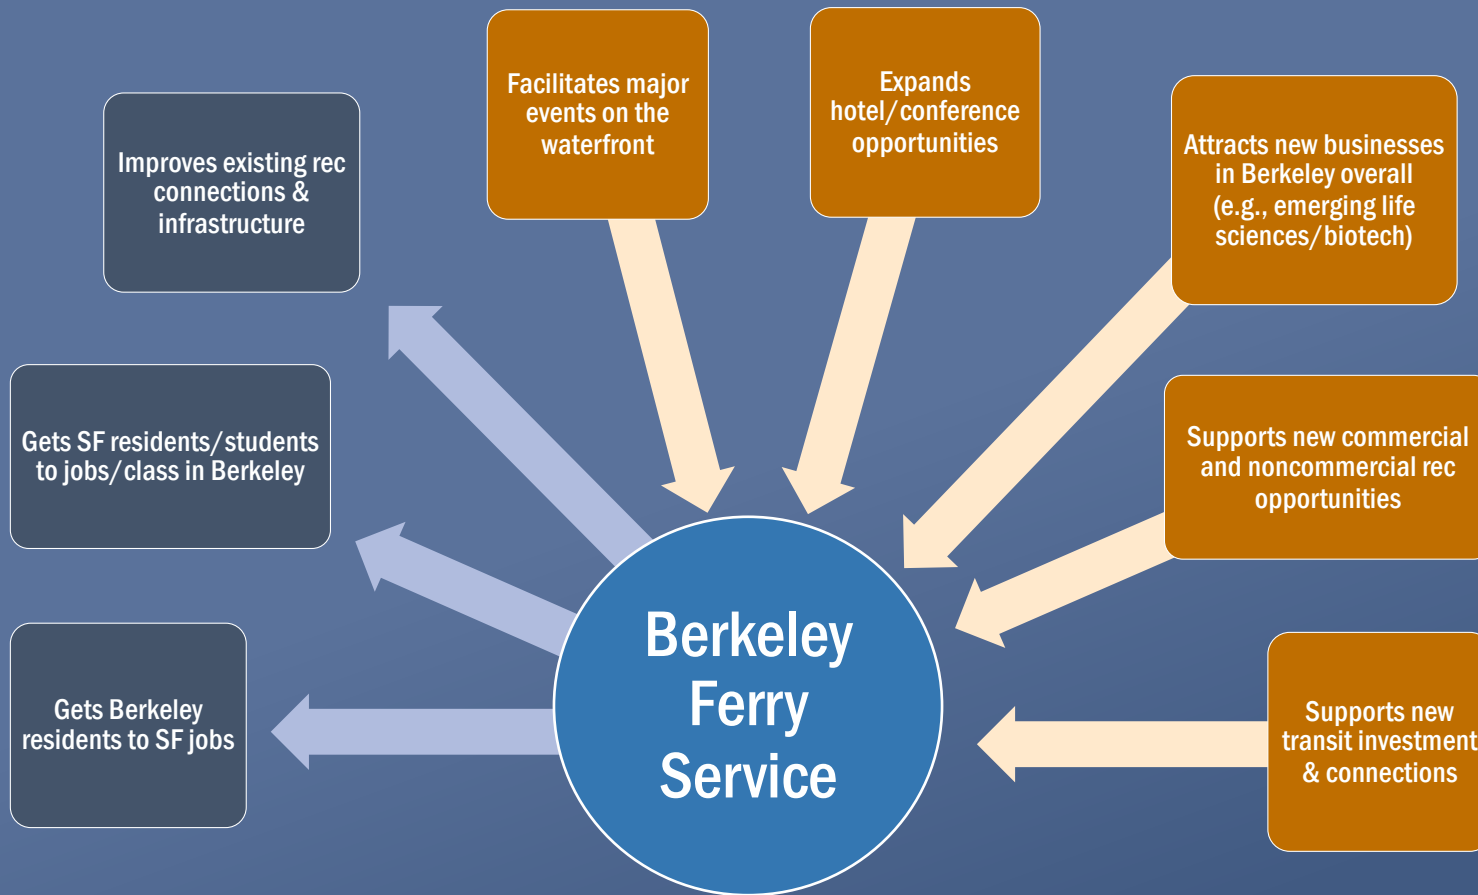 Facilitates major
events on the
waterfront
Expands
hotel/conference
opportunities
Improves existing rec
connections &
infrastructure
Attracts new businesses
in Berkeley overall
(e.g., emerging life
sciences/biotech)
Gets SF residents/students
to jobs/class in Berkeley
Supports new commercial
and noncommercial rec
opportunities
Gets Berkeley
residents to SF jobs
Berkeley
Ferry
Service
Supports new
transit investment
& connections